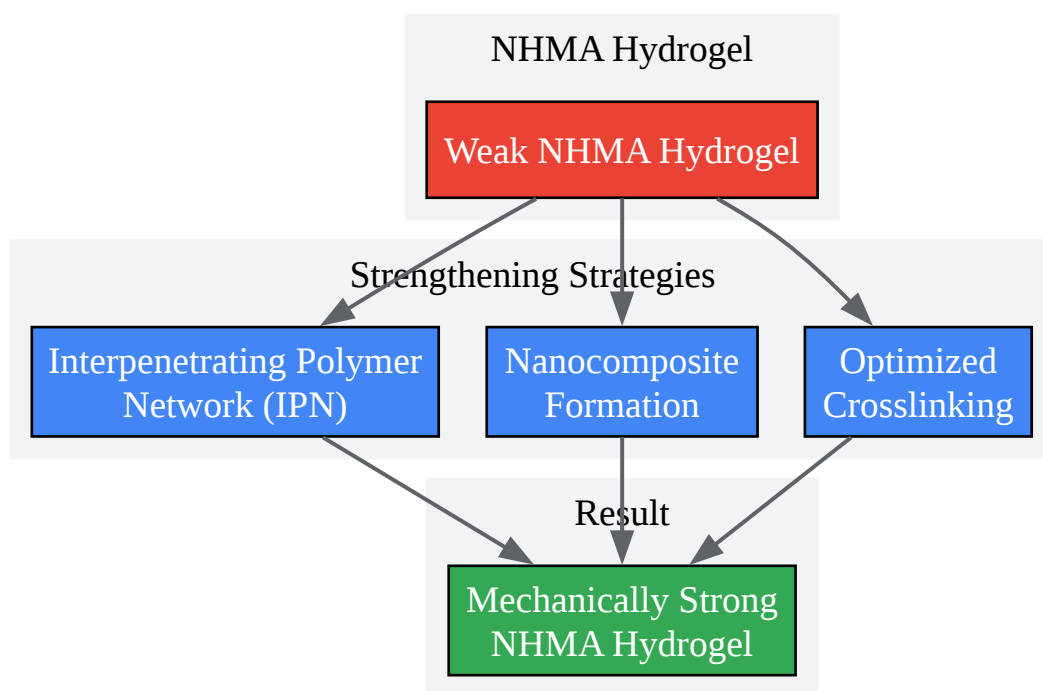 NHMA Hydrogel
Weak NHMA Hydrogel
Strengthening Strategies
Interpenetrating Polymer
Network (IPN)
Nanocomposite
Formation
Optimized
Crosslinking
Result
Mechanically Strong
NHMA Hydrogel